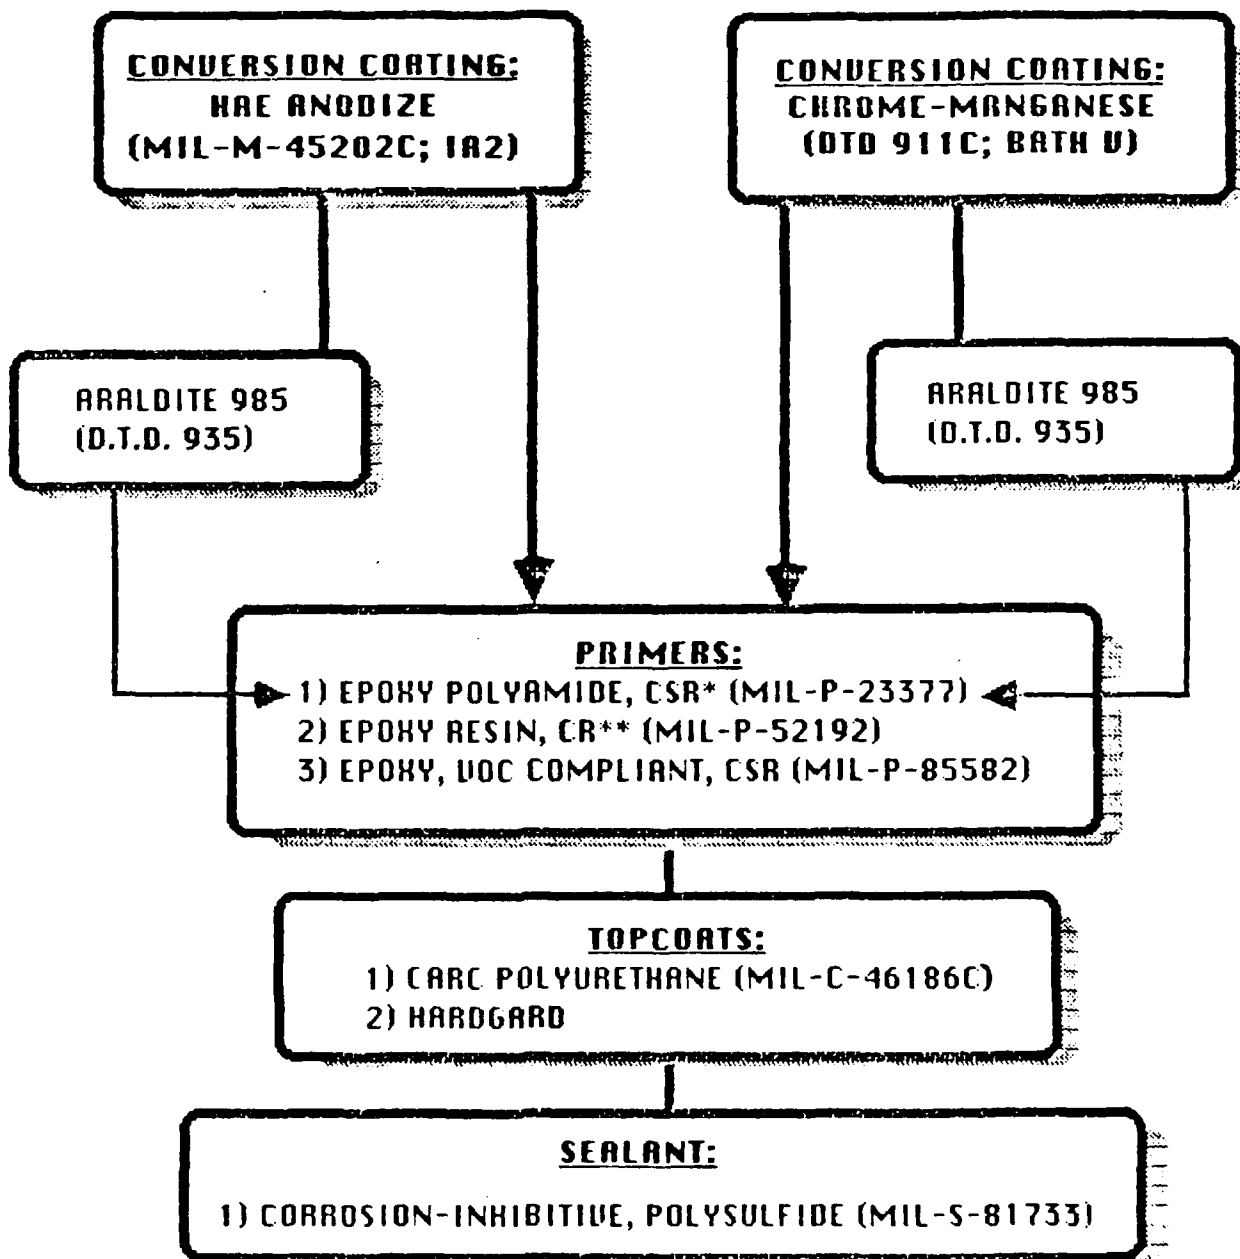 CONVERSION COATING:
HAE ANODIZE
(MIL-M-45202C; IA2)
CONVERSION COATING:
CHROME-MANGANESE
(DTD 911C; BATH V)
ARALDITE 985
(D.T.D. 935)
ARALDITE 985
(D.T.D. 935)
PRIMERS:
1) EPOXY POLYAMIDE, CSR* (MIL-P-23377)
2) EPOXY RESIN, CR** (MIL-P-52192)
3) EPOXY, VOC COMPLIANT, CSR (MIL-P-85582)
TOPCOATS:
1) CARC POLYURETHANE (MIL-C-46186C)
2) HARDGARD
SEALANT:
1) CORROSION-INHIBITIVE, POLYSULFIDE (MIL-S-81733)